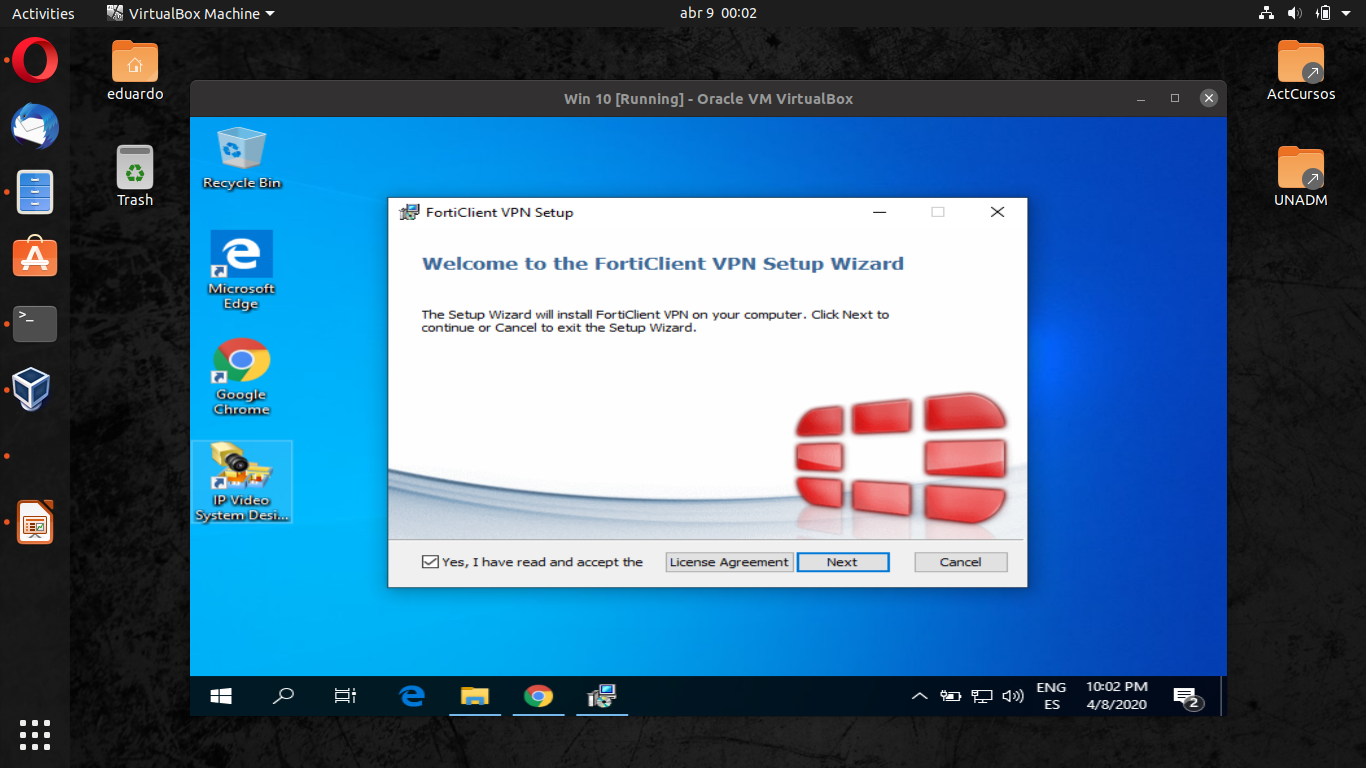 Activities
VirtualBox Machine
abr 9 00:02
eduardo
Trash
ActCursos
UNADM
Win 10 [Running] - Oracle VM VirtualBox
Recycle Bin
Microsoft
Edge
Google
Chrome
IP Video
System Desi...
FortiClient VPN Setup
Welcome to the FortiClient VPN Setup Wizard
The Setup Wizard will install FortiClient VPN on your computer. Click Next to
continue or Cancel to exit the Setup Wizard.
Yes, I have read and accept the
License Agreement
Next
Cancel
ENG
ES
10:02 PM
4/8/2020
2